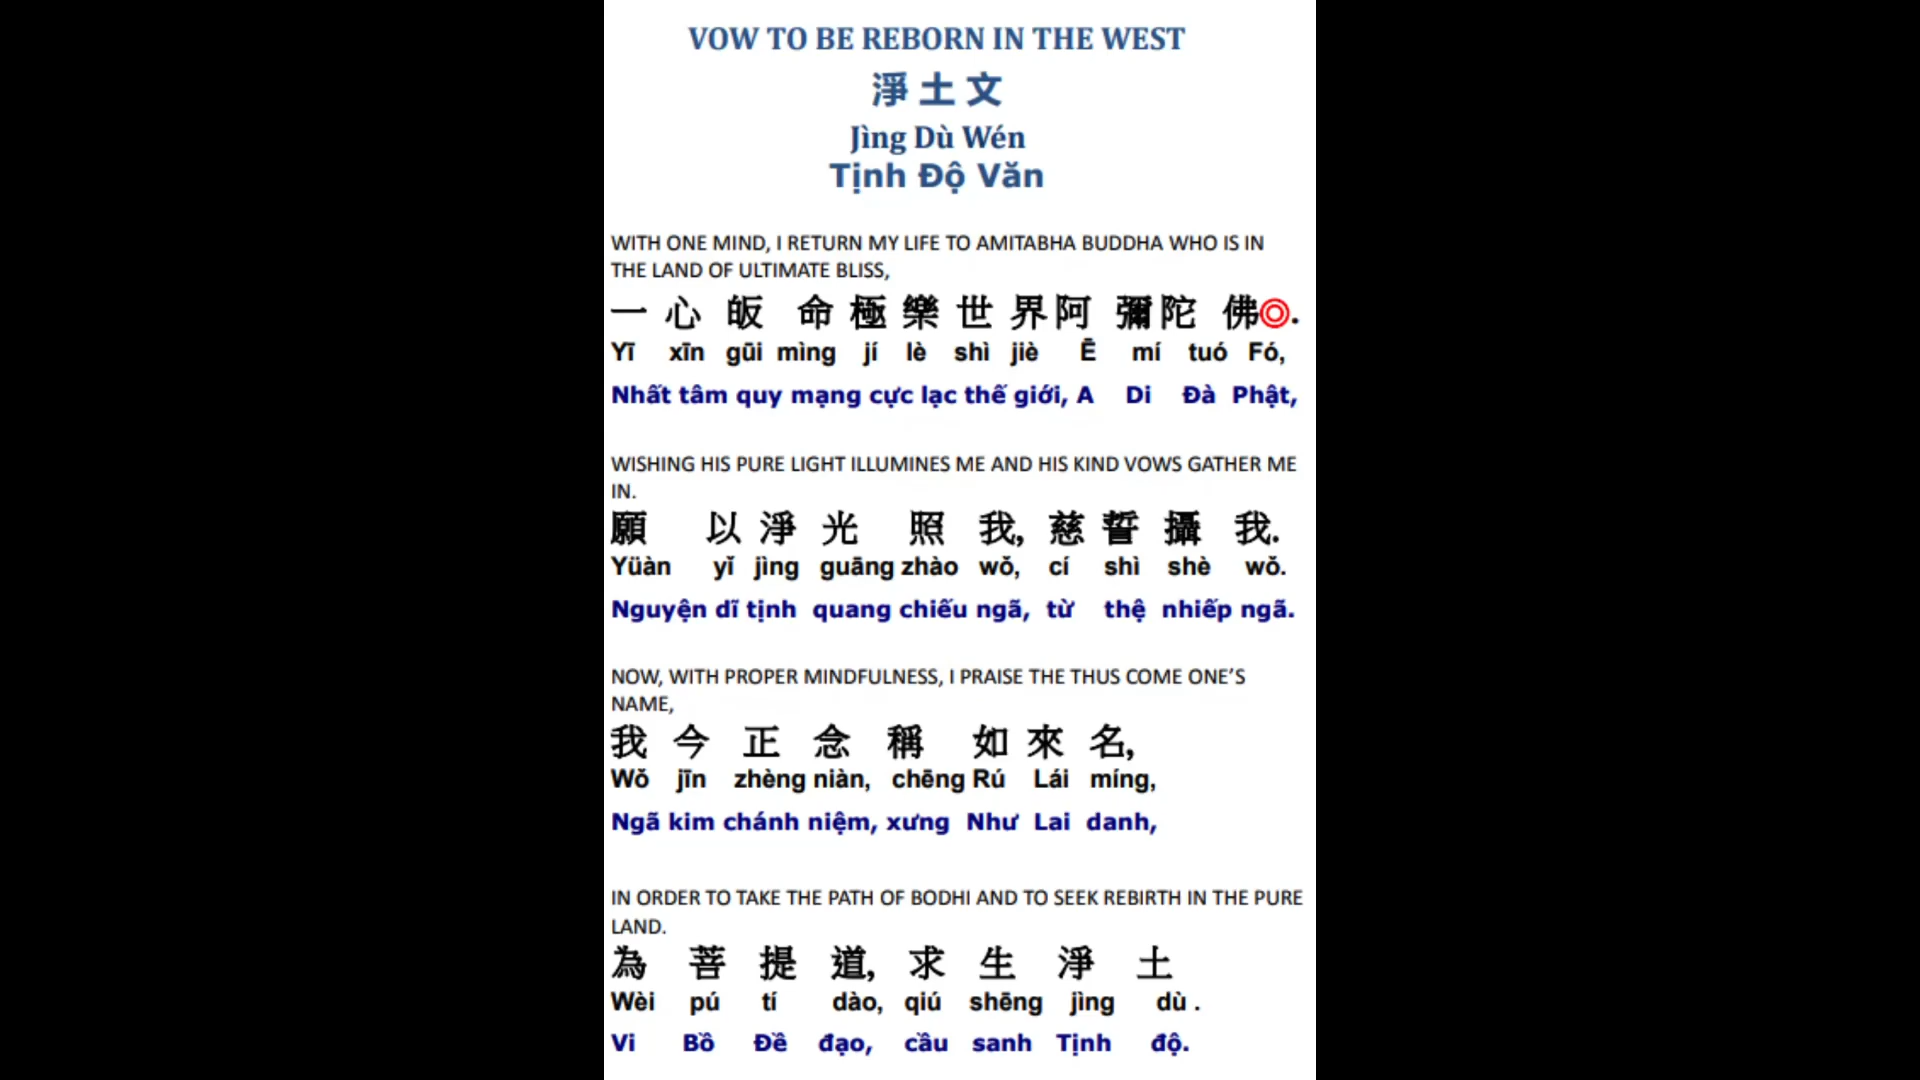 VOW TO BE REBORN IN THE WEST
淨 土 文
Jìng Dù Wén
Tịnh Độ Văn
WITH ONE MIND, I RETURN MY LIFE TO AMITABHA BUDDHA WHO IS IN
THE LAND OF ULTIMATE BLISS,
一 心 皈 命 極 樂 世 界 阿 彌 陀 佛◎.
Yī xīn gūi mìng jí lè shì jiè Ē mí tuó Fó,
Nhất tâm quy mạng cực lạc thế giới, A Di Đà Phật,
WISHING HIS PURE LIGHT ILLUMINES ME AND HIS KIND VOWS GATHER ME
IN.
願 以 淨 光 照 我, 慈 誓 攝 我.
Yüàn yǐ jìng guāng zhào wǒ, cí shì shè wǒ.
Nguyện dĩ tịnh quang chiếu ngã, từ thệ nhiếp ngã.
NOW, WITH PROPER MINDFULNESS, I PRAISE THE THUS COME ONE’S
NAME,
我 今 正 念 稱 如 來 名,
Wǒ jīn zhèng niàn, chēng Rú Lái míng,
Ngã kim chánh niệm, xưng Như Lai danh,
IN ORDER TO TAKE THE PATH OF BODHI AND TO SEEK REBIRTH IN THE PURE
LAND.
為 菩 提 道, 求 生 淨 土
Wèi pú tí dào, qiú shēng jìng dù .
Vi Bồ Đề đạo, cầu sanh Tịnh độ.